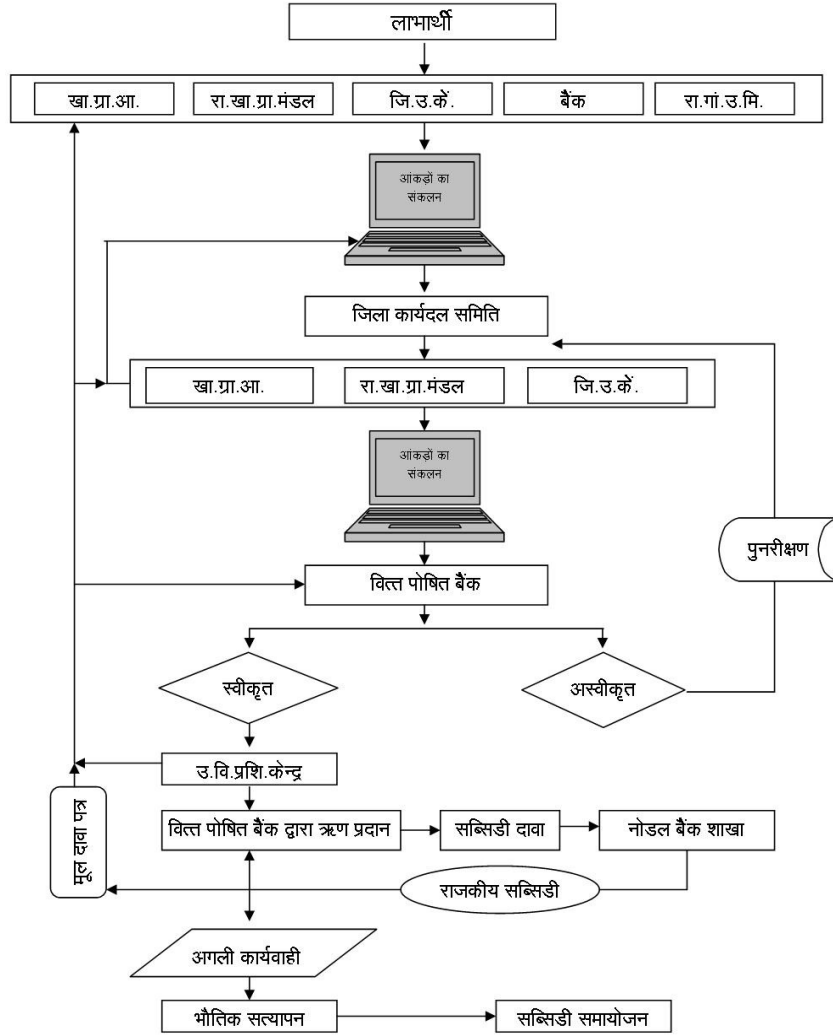 लाभार्थी
खा.ग्रा.आ.
रा.खा.ग्रा.मंडल
जि.उ.कें.
बैंक
रा.गां.उ.मि.
आंकड़ों का
संकलन
जिला कार्यदल समिति
खा.ग्रा.आ.
रा.खा.ग्रा.मंडल
जि.उ.कें.
आंकड़ों का
संकलन
पुनरीक्षण
वित्त पोषित बैंक
स्वीकृत
अस्वीकृत
उ.वि.प्रशि.केन्द्र
मूल दावा पत्र
वित्त पोषित बैंक द्वारा ऋण प्रदान
सब्सिडी दावा
नोडल बैंक शाखा
राजकीय सब्सिडी
अगली कार्यवाही
भौतिक सत्यापन
सब्सिडी समायोजन